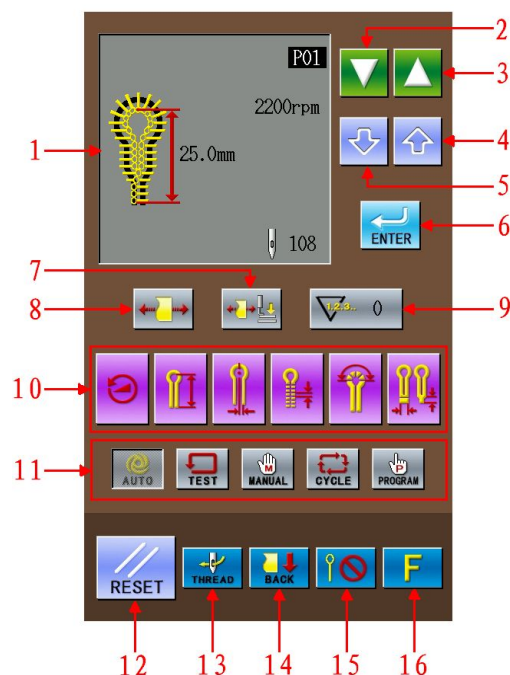 2
P01
3
2200rpm
1
25.0mm
4
5
6
ENTER
108
7
8
1.2.3.. 0
9
10
11
AUTO
TEST
M
MANUAL
CYCLE
P
PROGRAM
RESET
THREAD
BACK
F
12
13
14
15
16